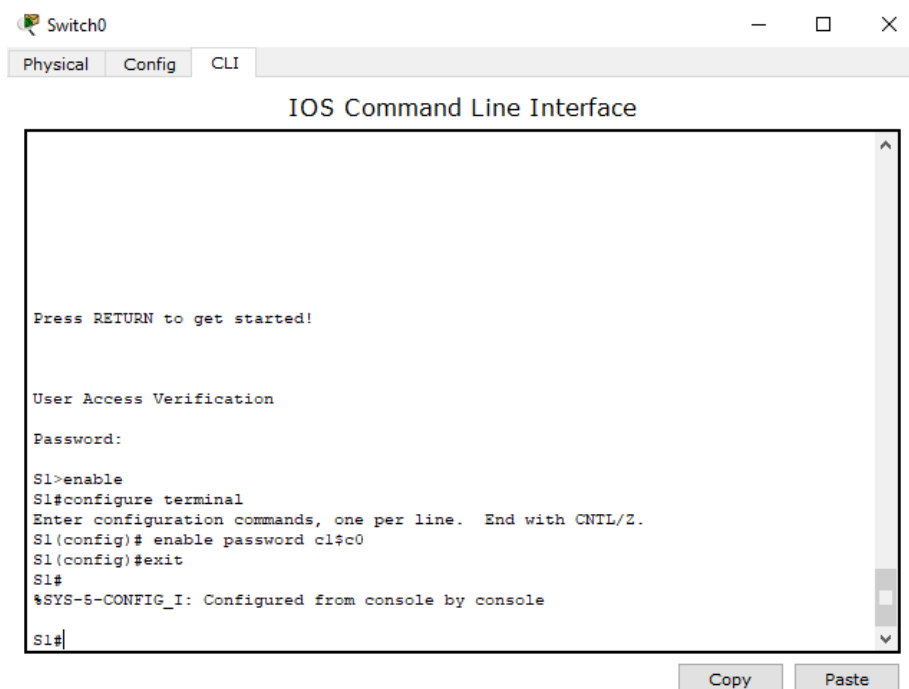 Switch0
Physical Config CLI
IOS Command Line Interface
Press RETURN to get started!
User Access Verification
Password:
S1>enable
S1#configure terminal
Enter configuration commands, one per line.  End with CNTL/Z.
S1(config)# enable password c1$c0
S1(config)#exit
S1#
%SYS-5-CONFIG_I: Configured from console by console
S1#
Copy Paste